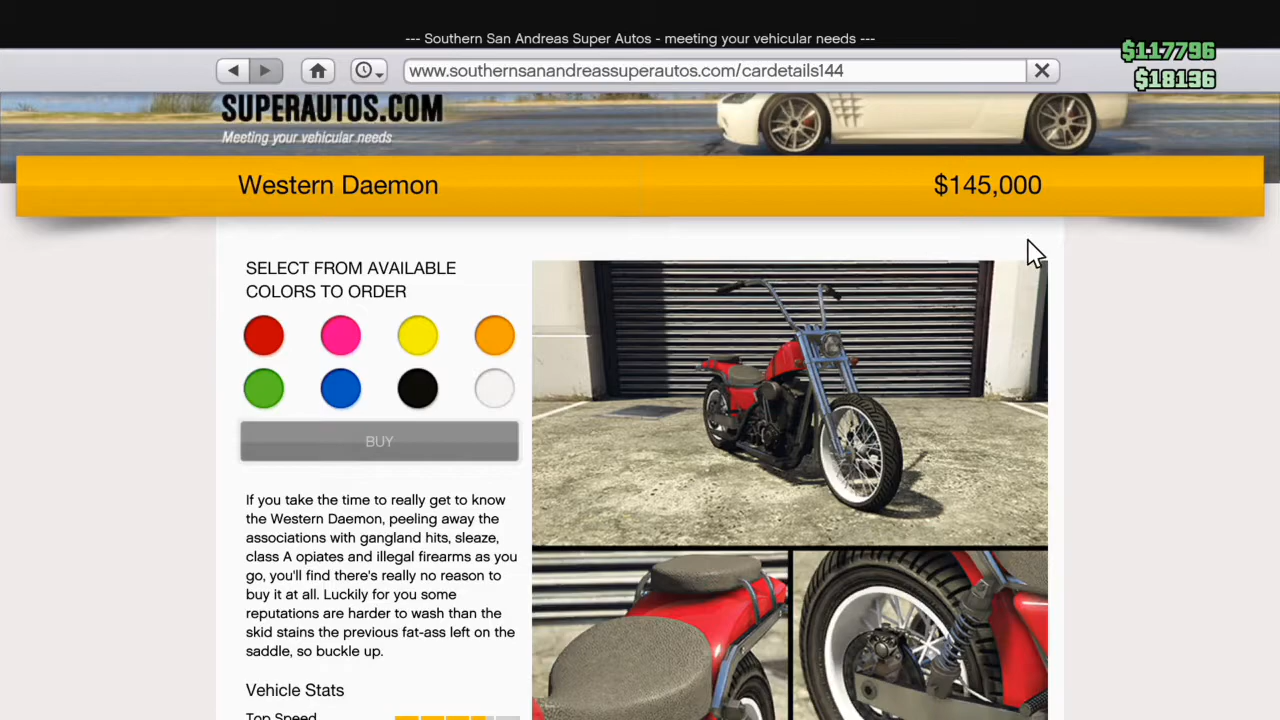 --- Southern San Andreas Super Autos - meeting your vehicular needs ---
$117796
www.southernsanandreassuperautos.com/cardetails144
$18136
SUPERAUTOS.COM
Meeting your vehicular needs
Western Daemon
$145,000
SELECT FROM AVAILABLE
COLORS TO ORDER
BUY
If you take the time to really get to know
the Western Daemon, peeling away the
associations with gangland hits, sleaze,
class A opiates and illegal firearms as you
go, you'll find there's really no reason to
buy it at all. Luckily for you some
reputations are harder to wash than the
skid stains the previous fat-ass left on the
saddle, so buckle up.
Vehicle Stats
Top Speed